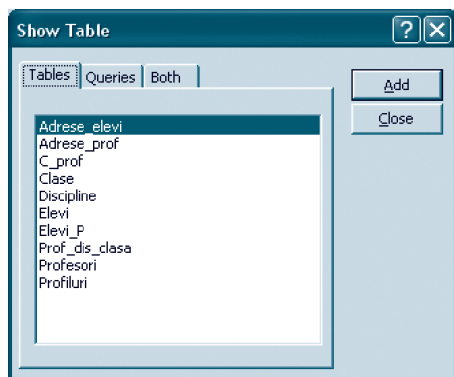 Show Table
Tables Queries Both
Add
Close
Adrese_elevi
Adrese_prof
C_prof
Clase
Discipline
Elevi
Elevi_P
Prof_dis_clasa
Profesori
Profiluri